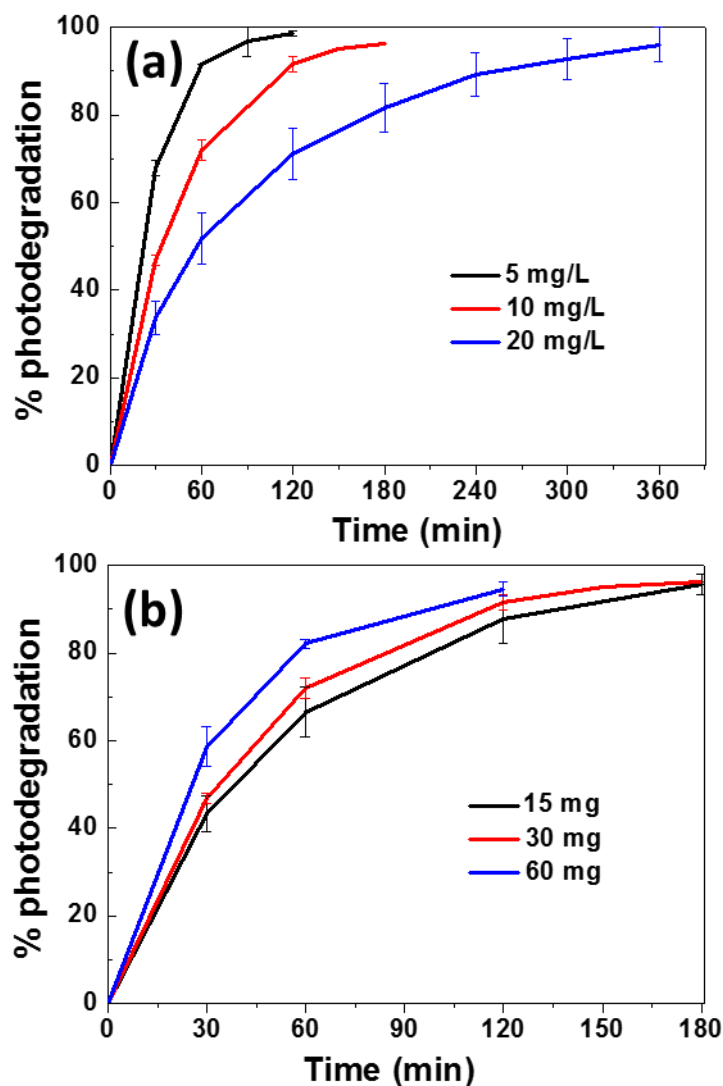 (a)
% photodegradation
100
80
60
40
20
0
5 mg/L
10 mg/L
20 mg/L
0 60 120 180 240 300 360
Time (min)
(b)
% photodegradation
100
80
60
40
20
0
15 mg
30 mg
60 mg
0 30 60 90 120 150 180
Time (min)